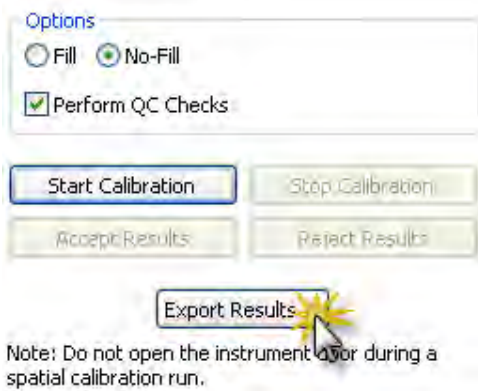 Options
Fill No-Fill
Perform QC Checks
Start Calibration Stop Calibration
Accept Results Reject Results
Export Results
Note: Do not open the instrument door during a
spatial calibration run.